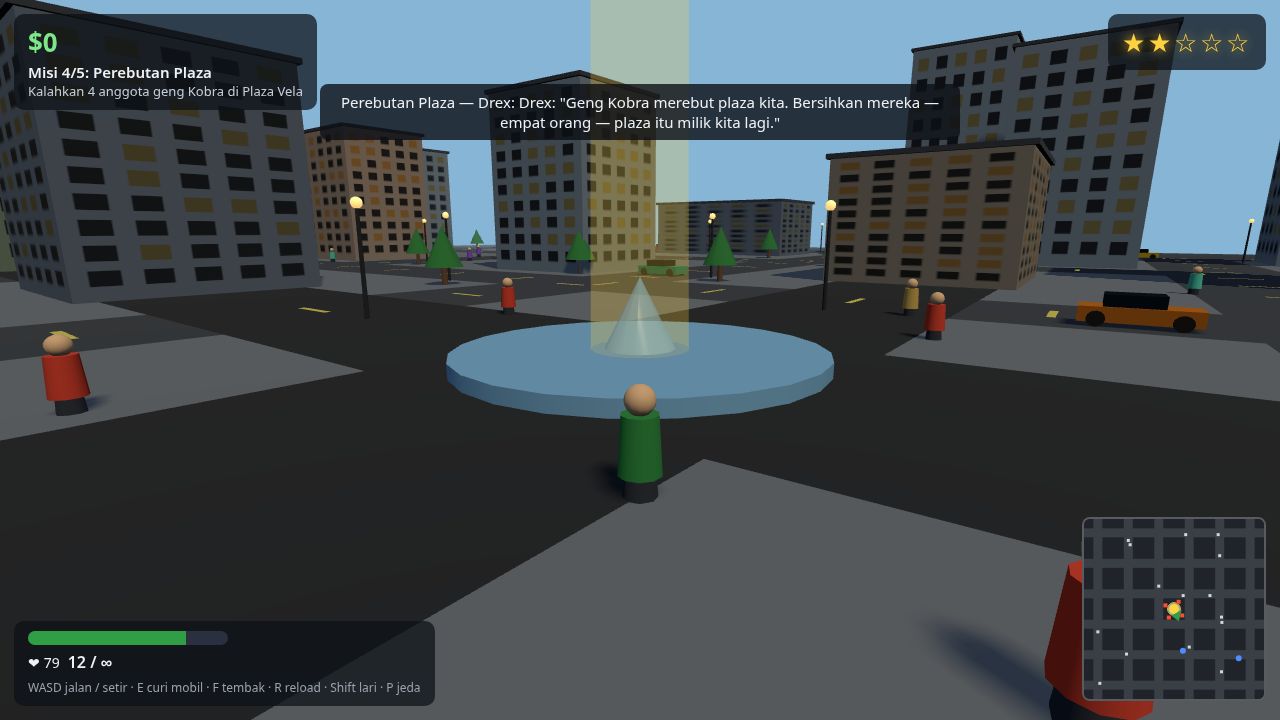 $0
Misi 4/5: Perebutan Plaza
Kalahkan 4 anggota geng Kobra di Plaza Vela
★★☆☆☆
Perebutan Plaza — Drex: Drex: "Geng Kobra merebut plaza kita. Bersihkan mereka —
empat orang — plaza itu milik kita lagi."
❤ 79 12 / ∞
WASD jalan / setir · E curi mobil · F tembak · R reload · Shift lari · P jeda